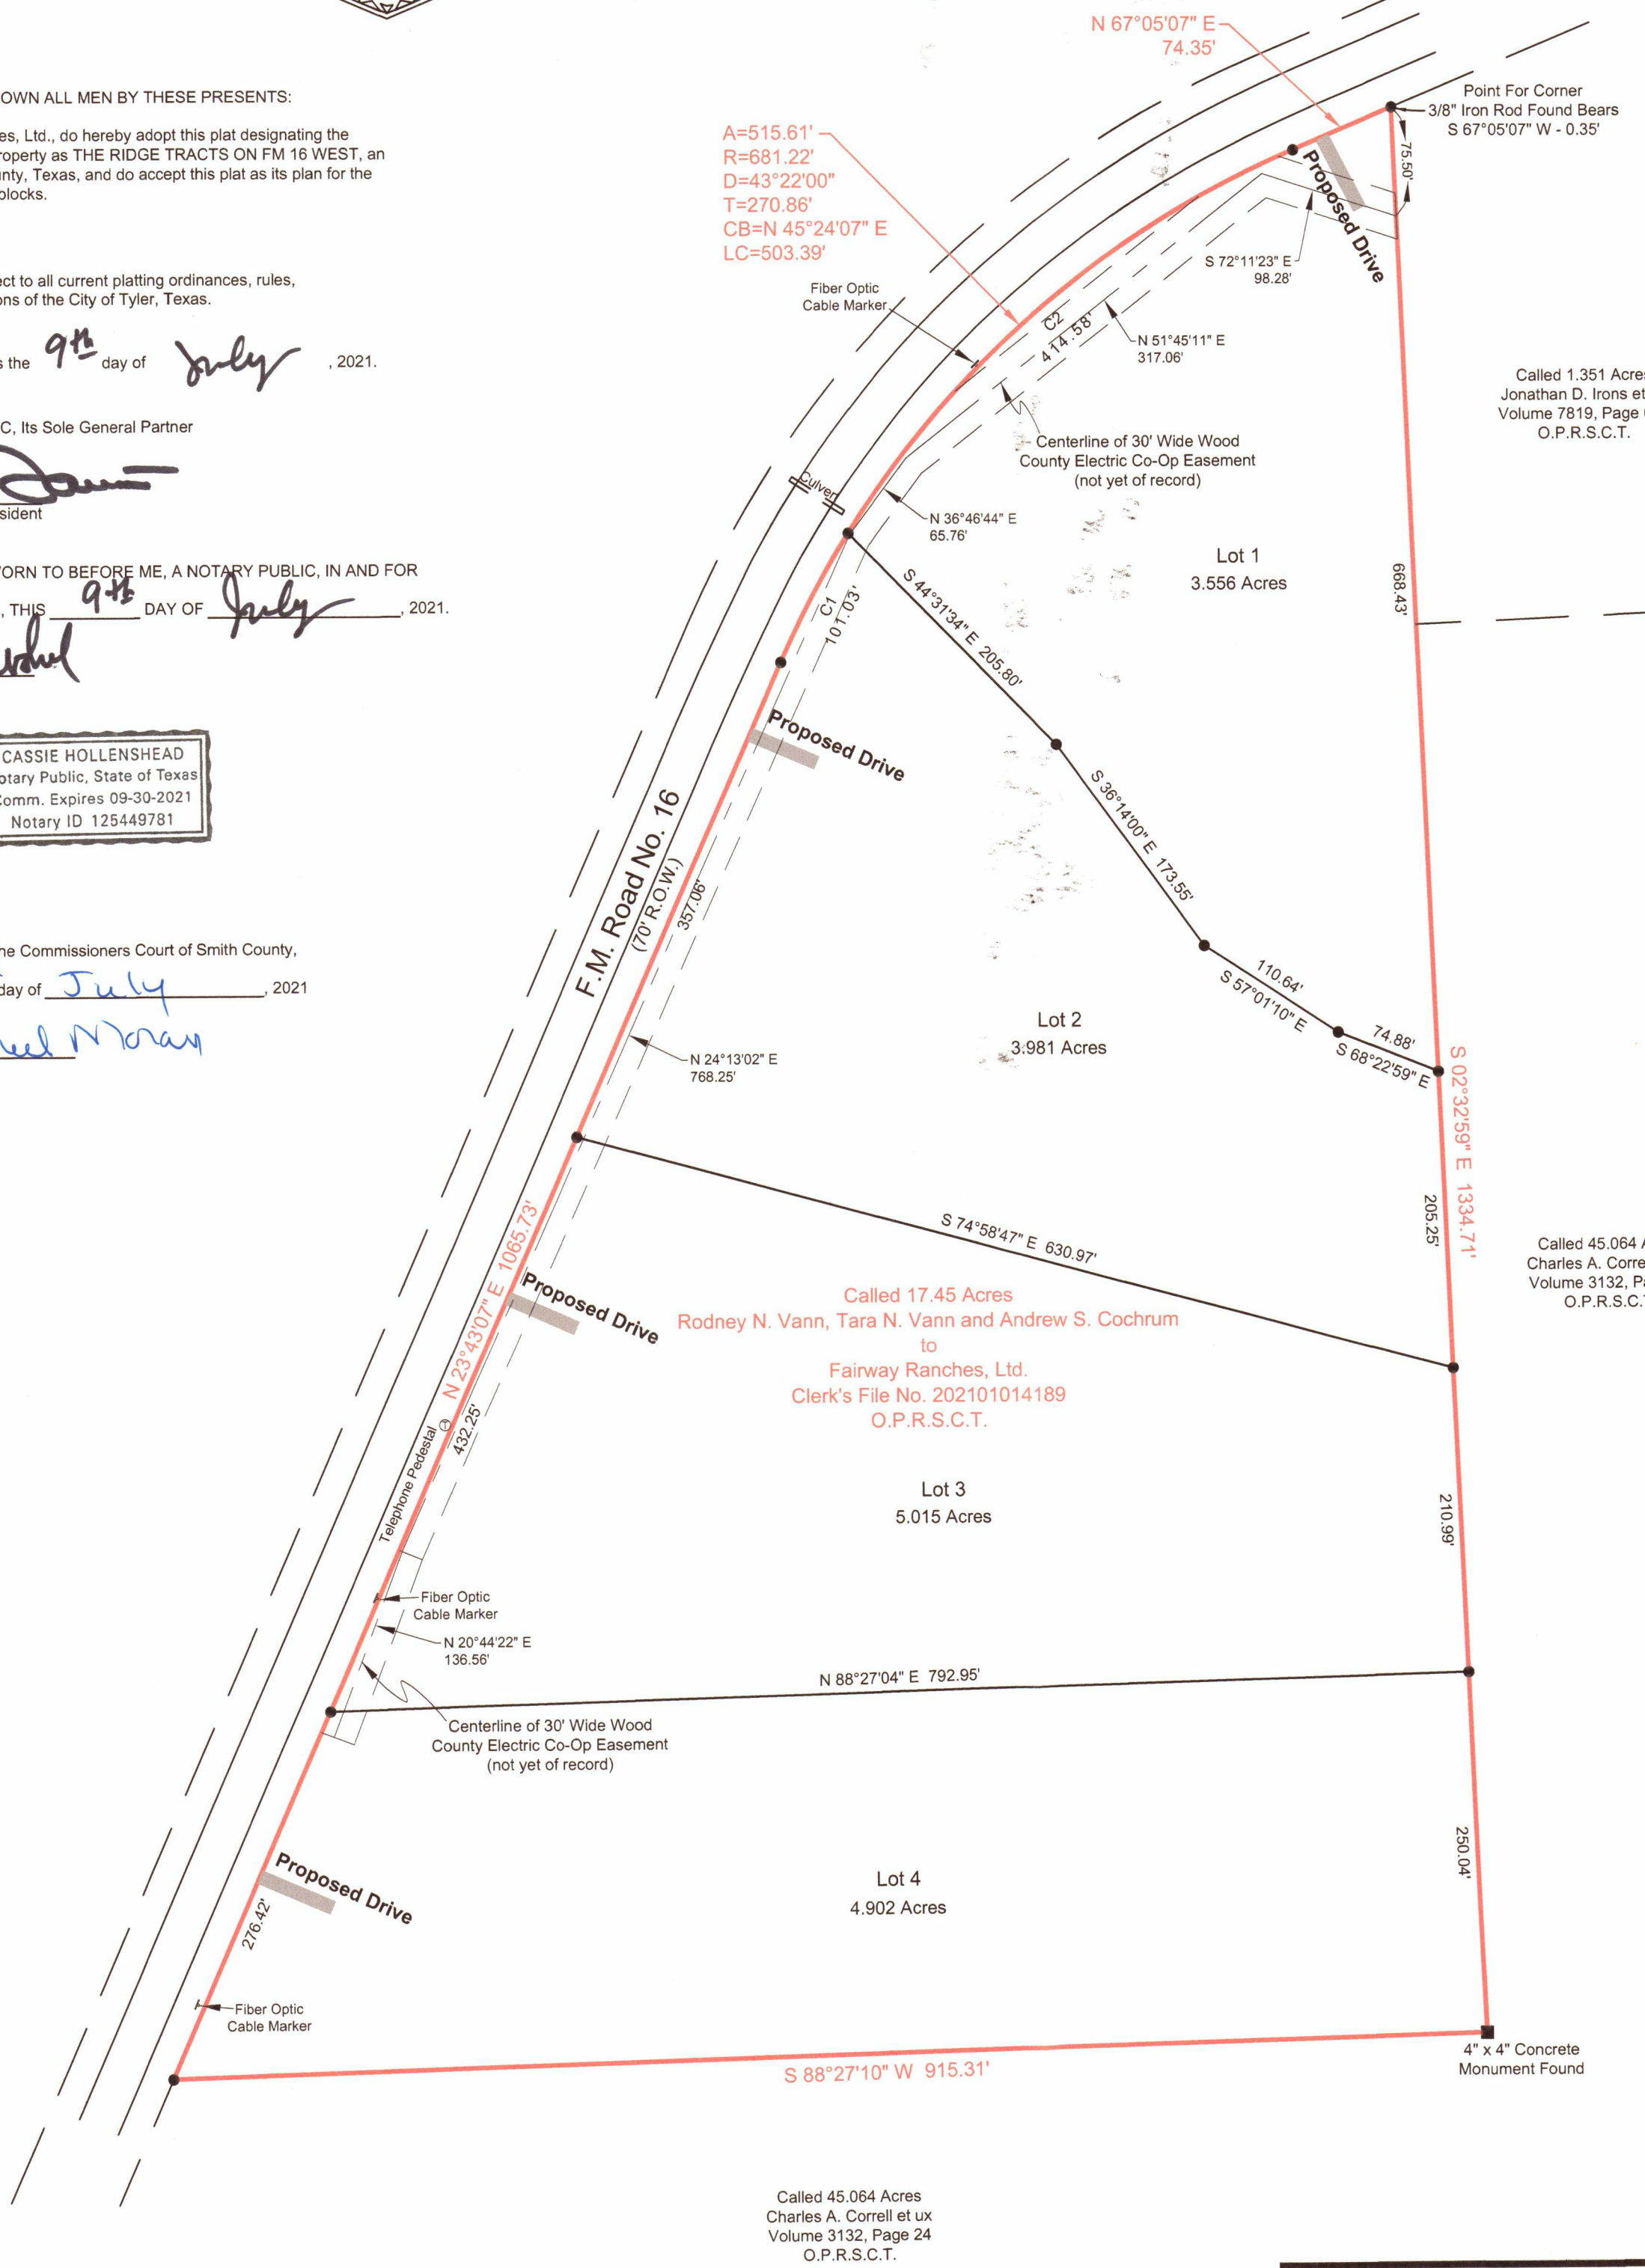 OWN ALL MEN BY THESE PRESENTS:
es, Ltd., do hereby adopt this plat designating the
roperty as THE RIDGE TRACTS ON FM 16 WEST, an
nty, Texas, and do accept this plat as its plan for the
blocks.
ect to all current platting ordinances, rules,
ons of the City of Tyler, Texas.
s the 9th day of July, 2021.
C, Its Sole General Partner
sident
ORN TO BEFORE ME, A NOTARY PUBLIC, IN AND FOR
, THIS 9th DAY OF July, 2021.
CASSIE HOLLENSHEAD
otary Public, State of Texas
Comm. Expires 09-30-2021
Notary ID 125449781
he Commissioners Court of Smith County,
day of July, 2021
Moran
N 67°05'07" E
74.35'
Point For Corner
3/8" Iron Rod Found Bears
S 67°05'07" W - 0.35'
A=515.61'
R=681.22'
D=43°22'00"
T=270.86'
CB=N 45°24'07" E
LC=503.39'
75.50'
Proposed Drive
S 72°11'23" E
98.28'
Fiber Optic
Cable Marker
C2
414.58'
N 51°45'11" E
317.06'
Called 1.351 Acres
Jonathan D. Irons et
Volume 7819, Page
O.P.R.S.C.T.
Centerline of 30' Wide Wood
County Electric Co-Op Easement
(not yet of record)
Culvert
N 36°46'44" E
65.76'
Lot 1
3.556 Acres
668.43'
S 44°31'34" E 205.80'
C1
101.03'
Proposed Drive
S 36°14'00" E 173.55'
F.M. Road No. 16
(70' R.O.W.)
357.06'
110.64'
S 57°01'10" E
74.88'
S 68°22'59" E
Lot 2
3.981 Acres
N 24°13'02" E
768.25'
S 02°32'59" E 1334.71'
205.25'
S 74°58'47" E 630.97'
Called 45.064 A
Charles A. Corre
Volume 3132, Pa
O.P.R.S.C.T
N 23°43'07" E 1065.73'
Proposed Drive
Called 17.45 Acres
Rodney N. Vann, Tara N. Vann and Andrew S. Cochrum
to
Fairway Ranches, Ltd.
Clerk's File No. 202101014189
O.P.R.S.C.T.
432.25'
Telephone Pedestal
Lot 3
5.015 Acres
210.99'
Fiber Optic
Cable Marker
N 20°44'22" E
136.56'
N 88°27'04" E 792.95'
Centerline of 30' Wide Wood
County Electric Co-Op Easement
(not yet of record)
250.04'
Proposed Drive
Lot 4
4.902 Acres
276.42'
Fiber Optic
Cable Marker
4" x 4" Concrete
Monument Found
S 88°27'10" W 915.31'
Called 45.064 Acres
Charles A. Correll et ux
Volume 3132, Page 24
O.P.R.S.C.T.